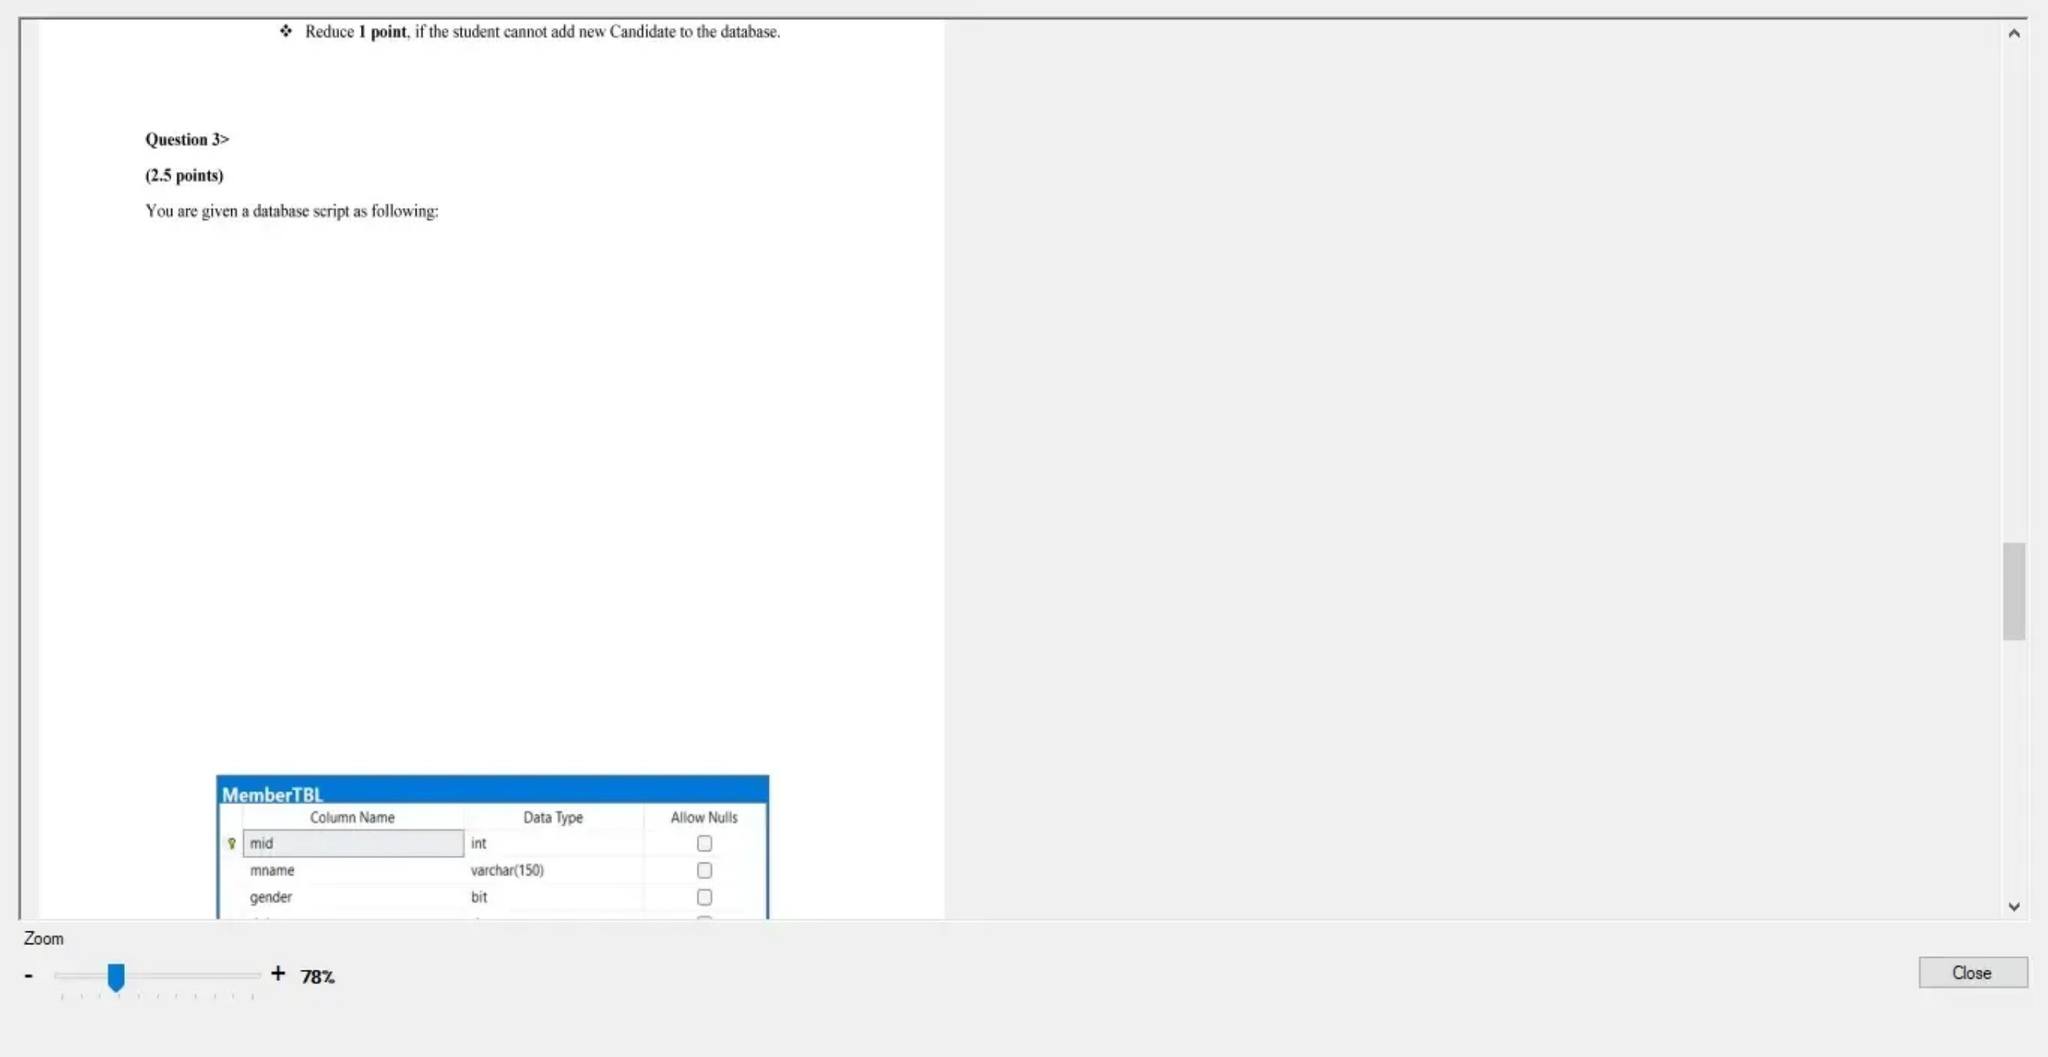 ❖ Reduce 1 point, if the student cannot add new Candidate to the database.
Question 3>
(2.5 points)
You are given a database script as following:
MemberTBL
Column Name Data Type Allow Nulls
mid int
mname varchar(150)
gender bit
Zoom
- + 78%
Close